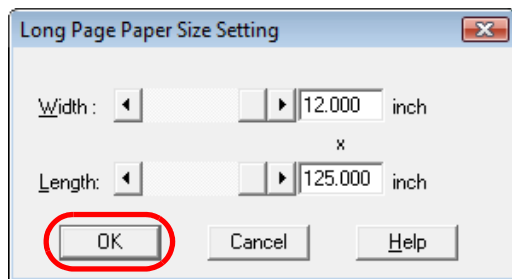 Long Page Paper Size Setting
Width : 12.000 inch
x
Length: 125.000 inch
OK Cancel Help